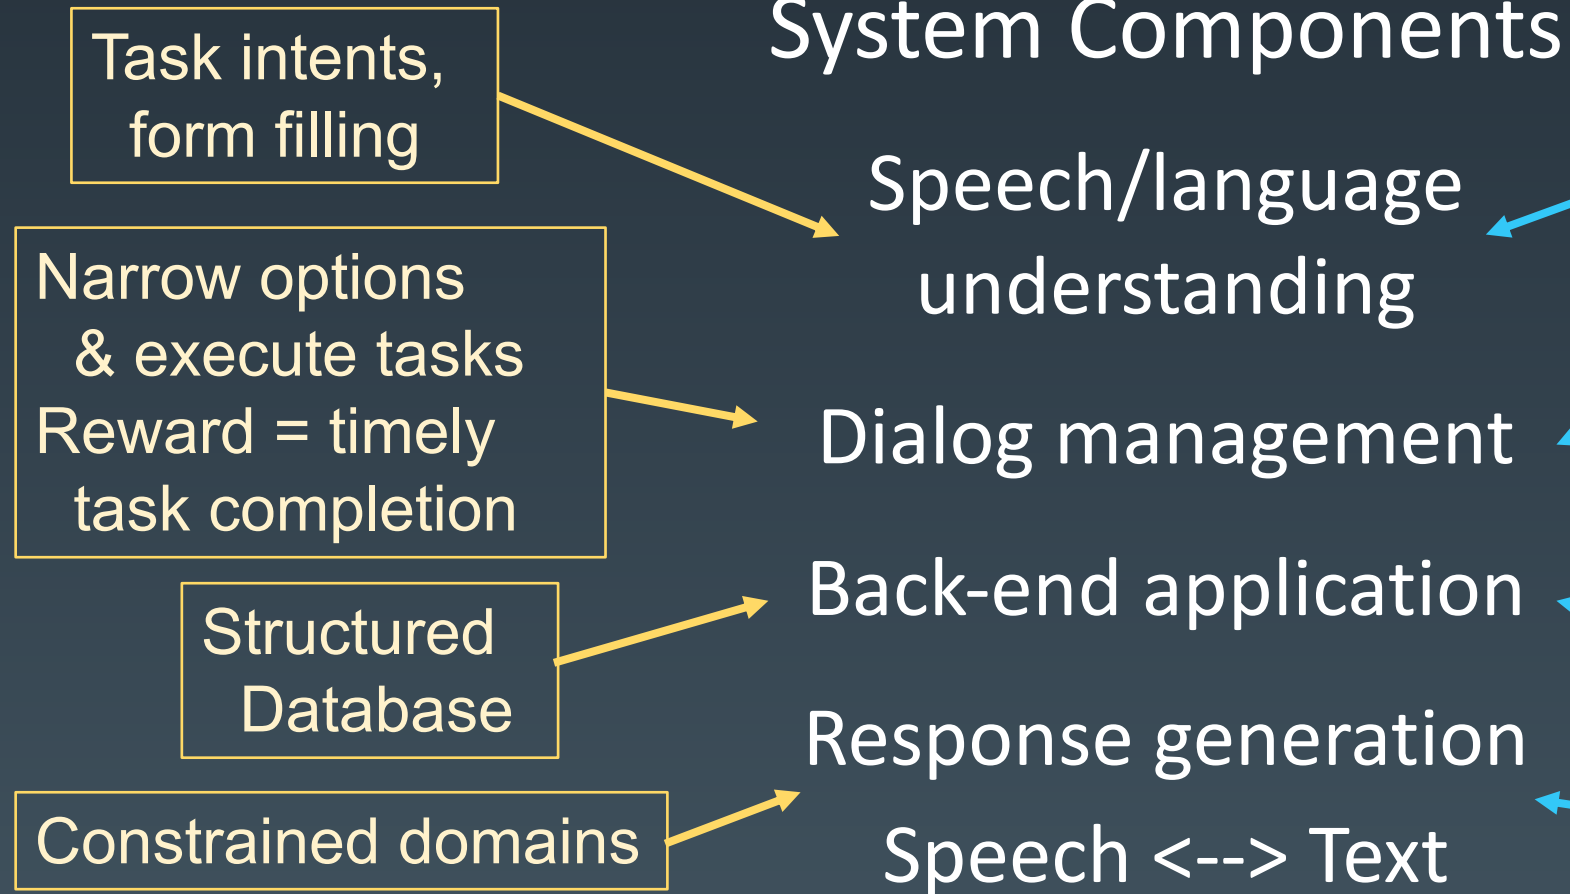 System Components
Task intents,
form filling
Speech/language
understanding
Narrow options
& execute tasks
Reward = timely
task completion
Dialog management
Structured
Database
Back-end application
Response generation
Constrained domains
Speech <--> Text